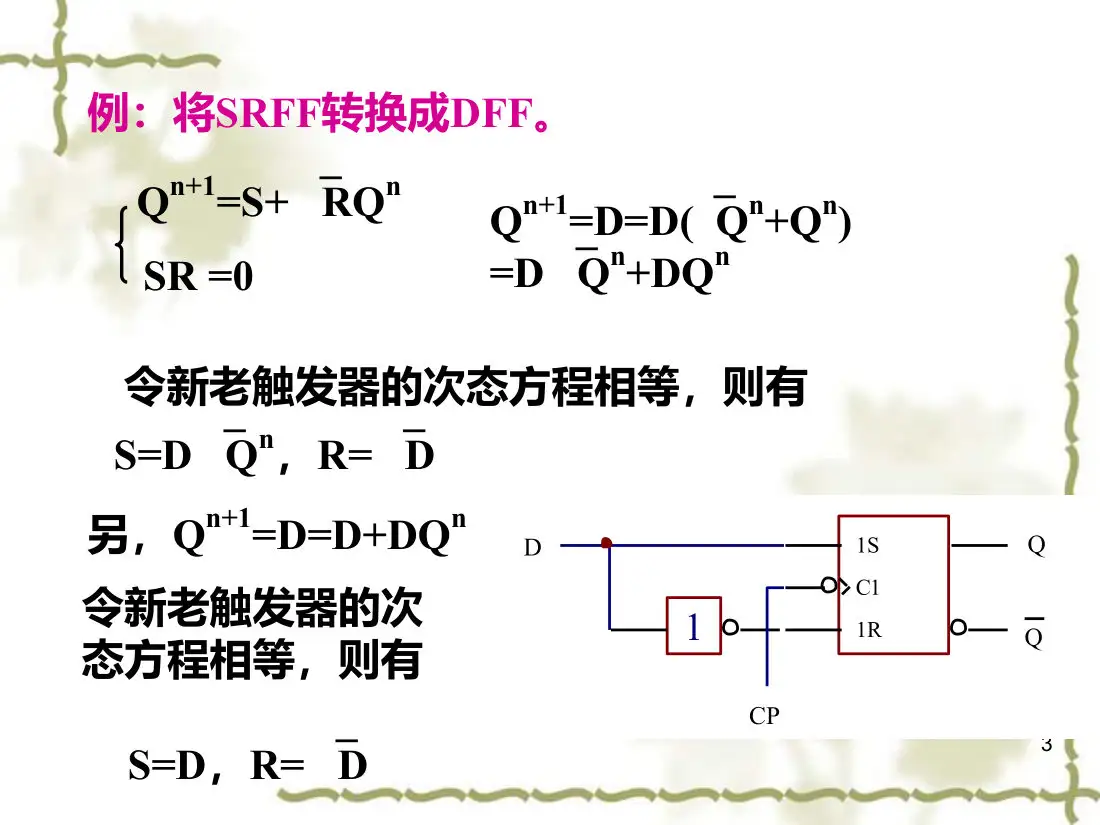 例：将SRFF转换成DFF。
Qⁿ⁺¹=S+ R̅Qⁿ
SR =0
Qⁿ⁺¹=D=D( Q̅ⁿ+Qⁿ)
=D Q̅ⁿ+DQⁿ
令新老触发器的次态方程相等，则有
S=D Q̅ⁿ，R= D̅
另，Qⁿ⁺¹=D=D+DQⁿ
令新老触发器的次
态方程相等，则有
S=D，R= D̅
D
1S
Q
C1
1
1R
Q̅
CP
3